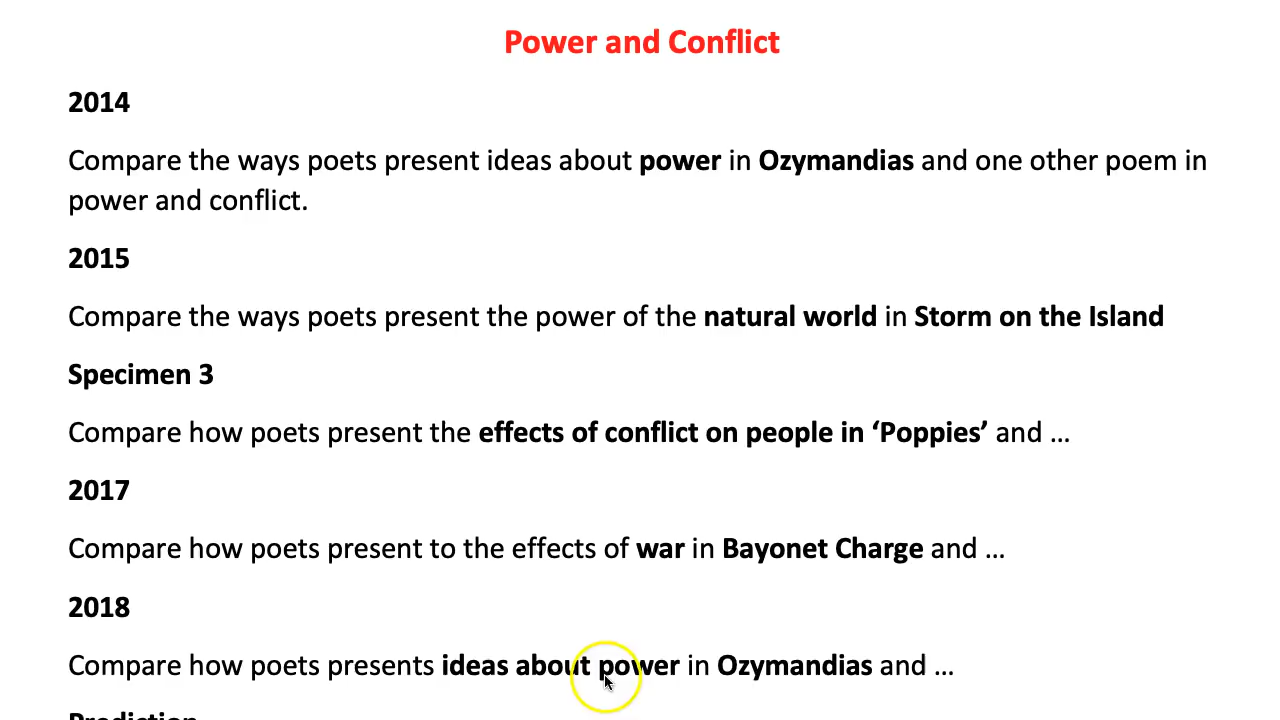 Power and Conflict
2014
Compare the ways poets present ideas about power in Ozymandias and one other poem in
power and conflict.
2015
Compare the ways poets present the power of the natural world in Storm on the Island
Specimen 3
Compare how poets present the effects of conflict on people in ‘Poppies’ and ...
2017
Compare how poets present to the effects of war in Bayonet Charge and ...
2018
Compare how poets presents ideas about power in Ozymandias and ...
Prediction